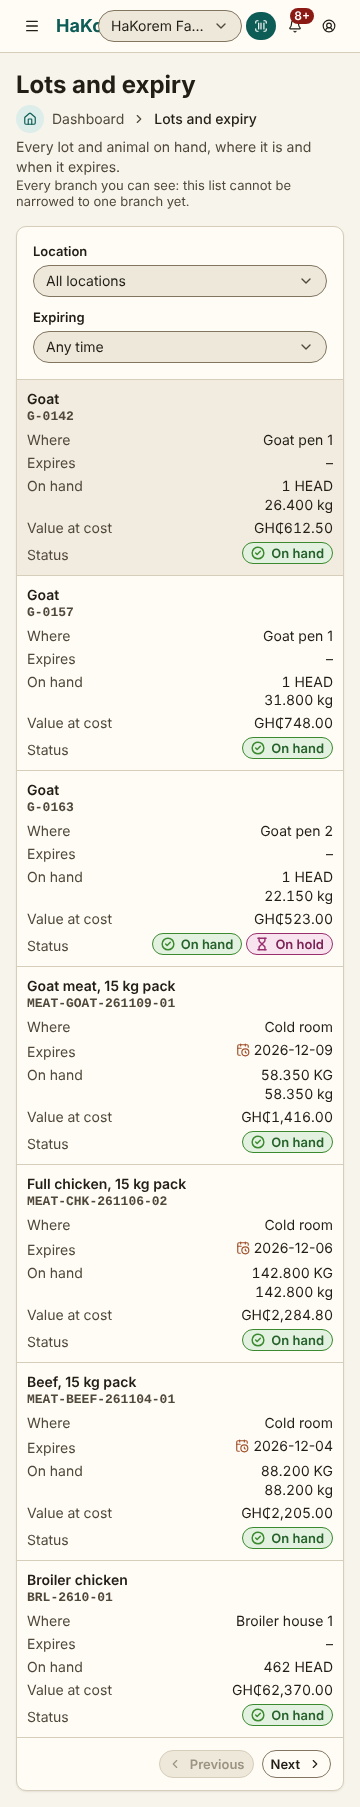 HaKo
HaKorem Fa...
8+
Lots and expiry
Dashboard > Lots and expiry
Every lot and animal on hand, where it is and
when it expires.
Every branch you can see: this list cannot be
narrowed to one branch yet.
Location
All locations
Expiring
Any time
Goat
G-0142
Where Goat pen 1
Expires –
On hand 1 HEAD
26.400 kg
Value at cost GH₵612.50
Status On hand
Goat
G-0157
Where Goat pen 1
Expires –
On hand 1 HEAD
31.800 kg
Value at cost GH₵748.00
Status On hand
Goat
G-0163
Where Goat pen 2
Expires –
On hand 1 HEAD
22.150 kg
Value at cost GH₵523.00
Status On hand On hold
Goat meat, 15 kg pack
MEAT-GOAT-261109-01
Where Cold room
Expires 2026-12-09
On hand 58.350 KG
58.350 kg
Value at cost GH₵1,416.00
Status On hand
Full chicken, 15 kg pack
MEAT-CHK-261106-02
Where Cold room
Expires 2026-12-06
On hand 142.800 KG
142.800 kg
Value at cost GH₵2,284.80
Status On hand
Beef, 15 kg pack
MEAT-BEEF-261104-01
Where Cold room
Expires 2026-12-04
On hand 88.200 KG
88.200 kg
Value at cost GH₵2,205.00
Status On hand
Broiler chicken
BRL-2610-01
Where Broiler house 1
Expires –
On hand 462 HEAD
Value at cost GH₵62,370.00
Status On hand
Previous Next